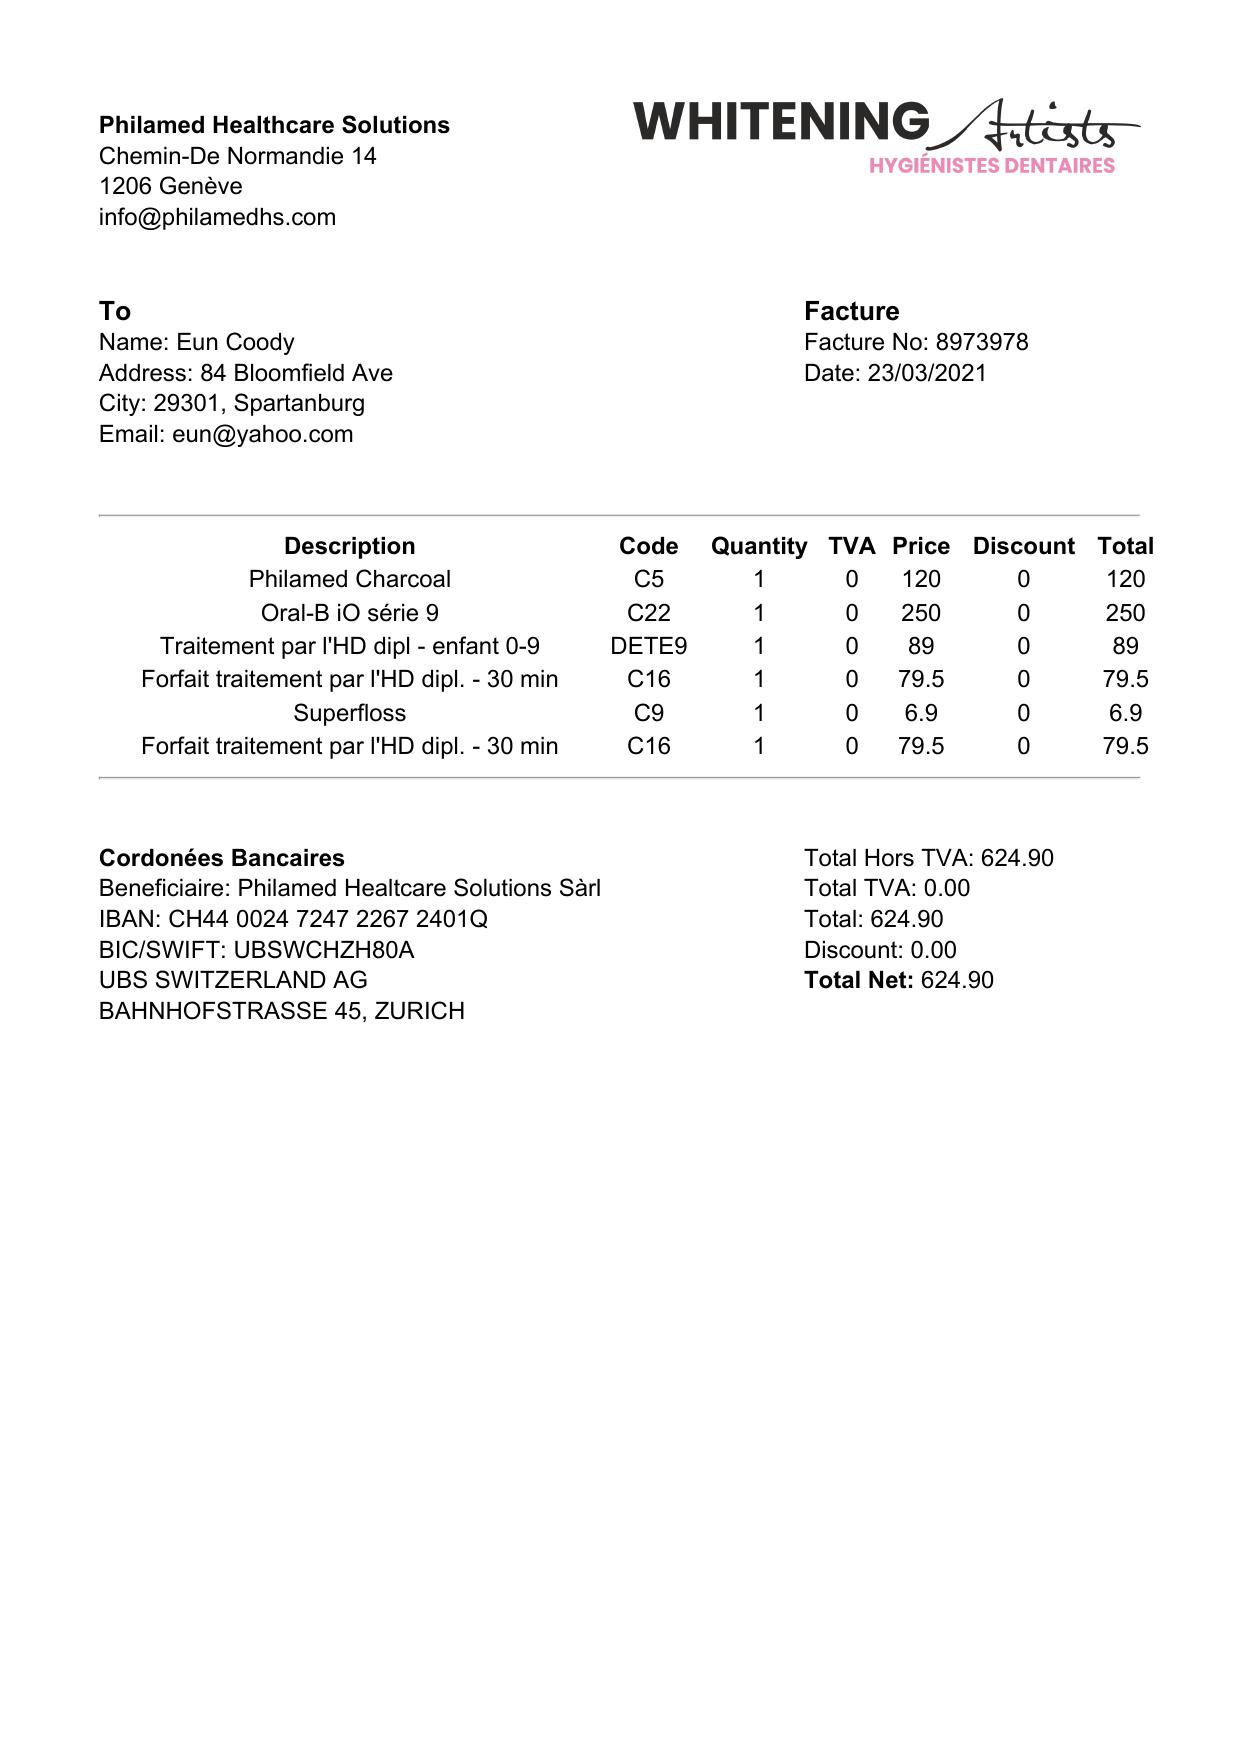 Philamed Healthcare Solutions
Chemin-De Normandie 14
1206 Genève
info@philamedhs.com
WHITENING Artists
HYGIÉNISTES DENTAIRES
To
Name: Eun Coody
Address: 84 Bloomfield Ave
City: 29301, Spartanburg
Email: eun@yahoo.com
Facture
Facture No: 8973978
Date: 23/03/2021
Description Code Quantity TVA Price Discount Total
Philamed Charcoal C5 1 0 120 0 120
Oral-B iO série 9 C22 1 0 250 0 250
Traitement par l'HD dipl - enfant 0-9 DETE9 1 0 89 0 89
Forfait traitement par l'HD dipl. - 30 min C16 1 0 79.5 0 79.5
Superfloss C9 1 0 6.9 0 6.9
Forfait traitement par l'HD dipl. - 30 min C16 1 0 79.5 0 79.5
Cordonées Bancaires
Beneficiaire: Philamed Healtcare Solutions Sàrl
IBAN: CH44 0024 7247 2267 2401Q
BIC/SWIFT: UBSWCHZH80A
UBS SWITZERLAND AG
BAHNHOFSTRASSE 45, ZURICH
Total Hors TVA: 624.90
Total TVA: 0.00
Total: 624.90
Discount: 0.00
Total Net: 624.90